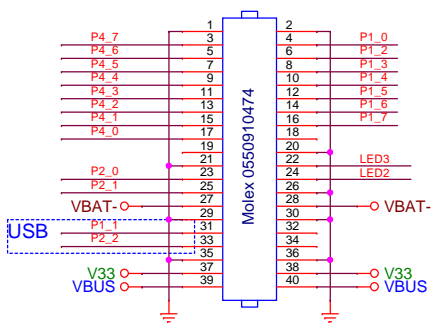 1 2
P4_7 3 4 P1_0
P4_6 5 6 P1_2
P4_5 7 8 P1_3
P4_4 9 10 P1_4
P4_3 11 12 P1_5
P4_2 13 14 P1_6
P4_1 15 16 P1_7
P4_0 17 18
19 20
21 22 LED3
P2_0 23 24 LED2
P2_1 25 26
VBAT- 27 28 VBAT-
29 30
USB P1_1 31 32
P2_2 33 34
35 36
V33 37 38 V33
VBUS 39 40 VBUS
Molex 0550910474